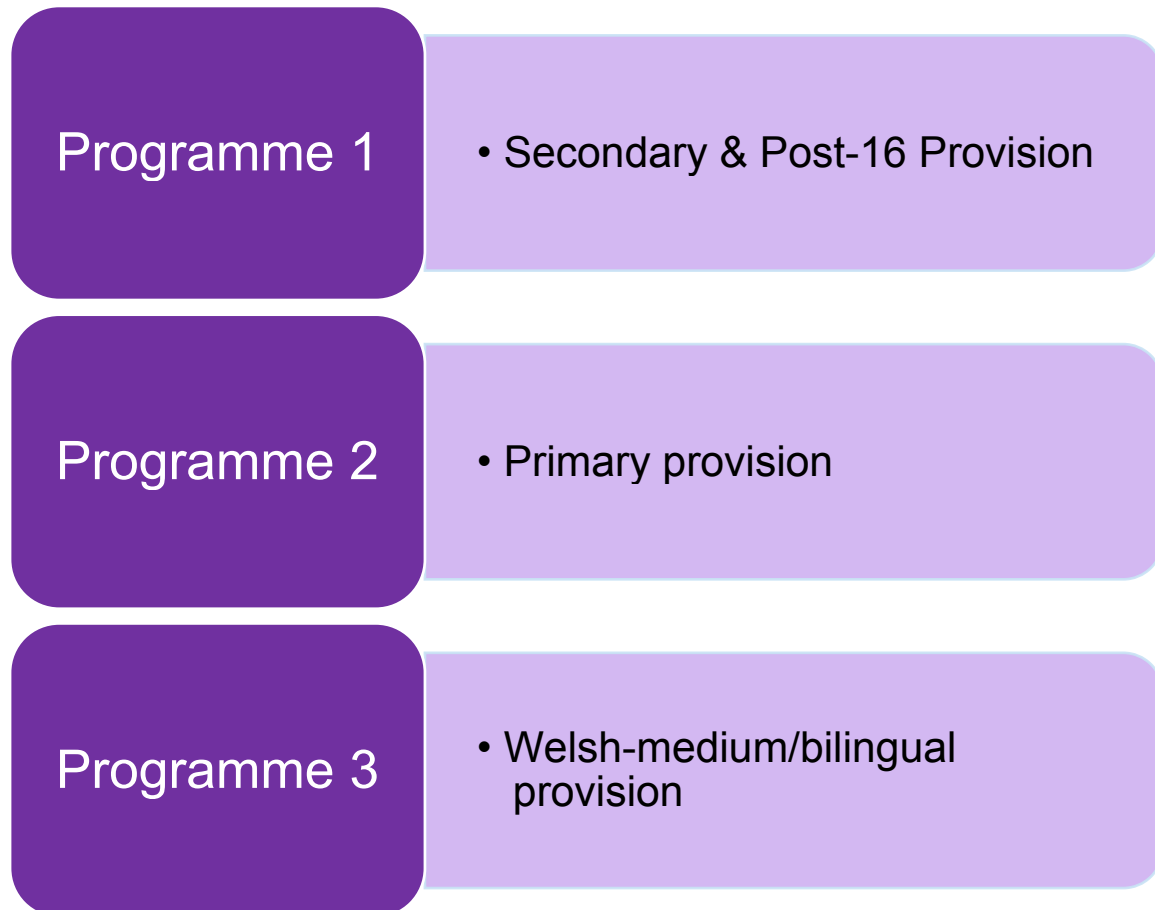 Programme 1
• Secondary & Post-16 Provision
Programme 2
• Primary provision
Programme 3
• Welsh-medium/bilingual
provision